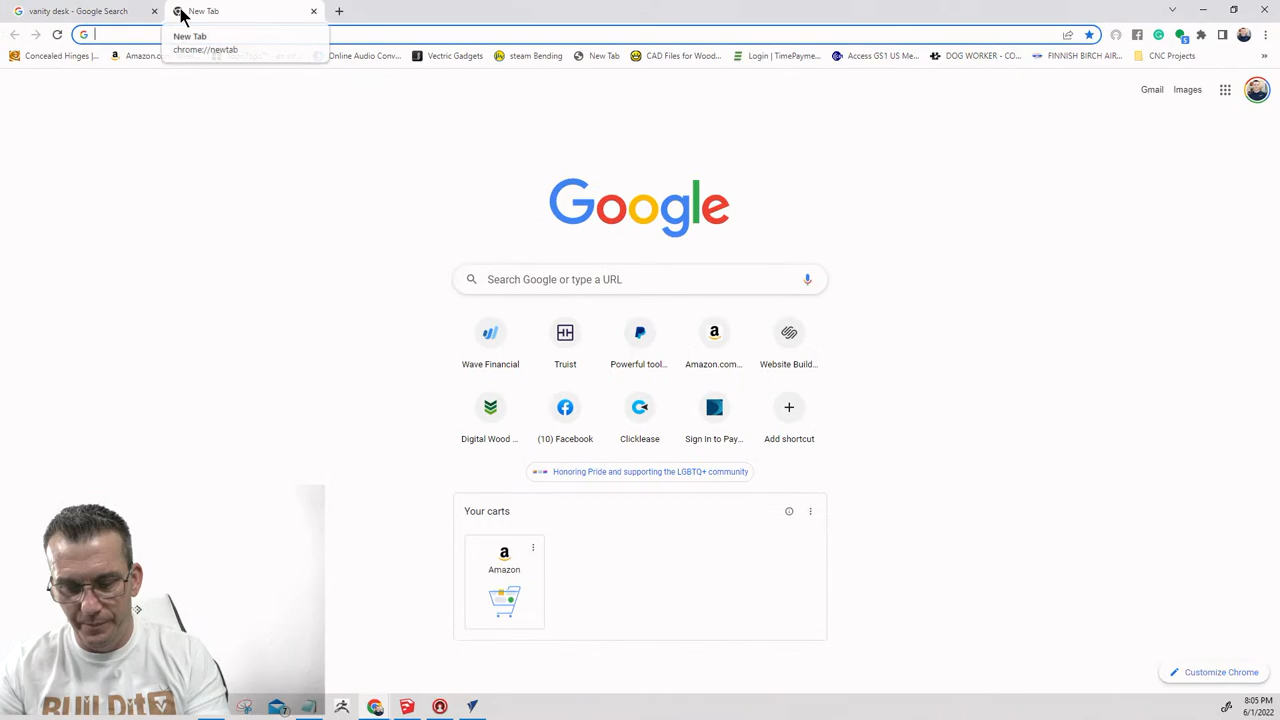 vanity desk - Google Search
New Tab
New Tab
chrome://newtab
Concealed Hinges |...
Amazon.co
Online Audio Conv...
Vectric Gadgets
steam Bending
New Tab
CAD Files for Wood...
Login | TimePayme...
Access GS1 US Me...
DOG WORKER - CO...
FINNISH BIRCH AIR...
CNC Projects
Gmail
Images
Google
Search Google or type a URL
Wave Financial
Truist
Powerful tool...
Amazon.com...
Website Build...
Digital Wood ...
(10) Facebook
Clicklease
Sign In to Pay...
Add shortcut
Honoring Pride and supporting the LGBTQ+ community
Your carts
Amazon
Customize Chrome
BUILDit
7
8:05 PM
6/1/2022